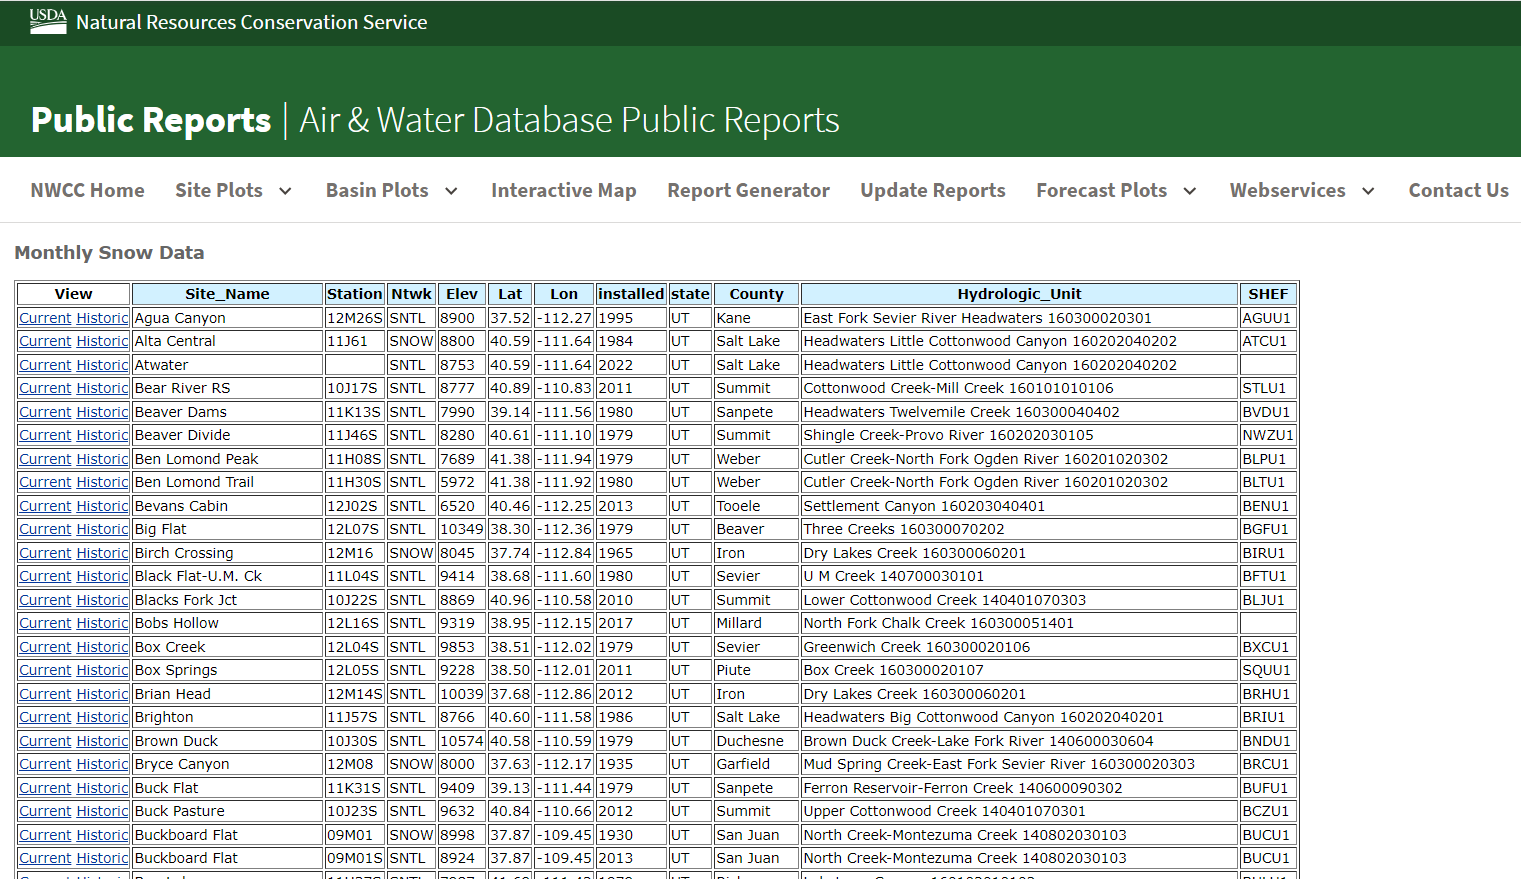 USDA Natural Resources Conservation Service
Public Reports | Air & Water Database Public Reports
NWCC Home Site Plots Basin Plots Interactive Map Report Generator Update Reports Forecast Plots Webservices Contact Us
Monthly Snow Data
View Site_Name Station Ntwk Elev Lat Lon installed state County Hydrologic_Unit SHEF
Current Historic Agua Canyon 12M26S SNTL 8900 37.52 -112.27 1995 UT Kane East Fork Sevier River Headwaters 160300020301 AGUU1
Current Historic Alta Central 11J61 SNOW 8800 40.59 -111.64 1984 UT Salt Lake Headwaters Little Cottonwood Canyon 160202040202 ATCU1
Current Historic Atwater SNTL 8753 40.59 -111.64 2022 UT Salt Lake Headwaters Little Cottonwood Canyon 160202040202
Current Historic Bear River RS 10J17S SNTL 8777 40.89 -110.83 2011 UT Summit Cottonwood Creek-Mill Creek 160101010106 STLU1
Current Historic Beaver Dams 11K13S SNTL 7990 39.14 -111.56 1980 UT Sanpete Headwaters Twelvemile Creek 160300040402 BVDU1
Current Historic Beaver Divide 11J46S SNTL 8280 40.61 -111.10 1979 UT Summit Shingle Creek-Provo River 160202030105 NWZU1
Current Historic Ben Lomond Peak 11H08S SNTL 7689 41.38 -111.94 1979 UT Weber Cutler Creek-North Fork Ogden River 160201020302 BLPU1
Current Historic Ben Lomond Trail 11H30S SNTL 5972 41.38 -111.92 1980 UT Weber Cutler Creek-North Fork Ogden River 160201020302 BLTU1
Current Historic Bevans Cabin 12J02S SNTL 6520 40.46 -112.25 2013 UT Tooele Settlement Canyon 160203040401 BENU1
Current Historic Big Flat 12L07S SNTL 10349 38.30 -112.36 1979 UT Beaver Three Creeks 160300070202 BGFU1
Current Historic Birch Crossing 12M16 SNOW 8045 37.74 -112.84 1965 UT Iron Dry Lakes Creek 160300060201 BIRU1
Current Historic Black Flat-U.M. Ck 11L04S SNTL 9414 38.68 -111.60 1980 UT Sevier U M Creek 140700030101 BFTU1
Current Historic Blacks Fork Jct 10J22S SNTL 8869 40.96 -110.58 2010 UT Summit Lower Cottonwood Creek 140401070303 BLJU1
Current Historic Bobs Hollow 12L16S SNTL 9319 38.95 -112.15 2017 UT Millard North Fork Chalk Creek 160300051401
Current Historic Box Creek 12L04S SNTL 9853 38.51 -112.02 1979 UT Sevier Greenwich Creek 160300020106 BXCU1
Current Historic Box Springs 12L05S SNTL 9228 38.50 -112.01 2011 UT Piute Box Creek 160300020107 SQUU1
Current Historic Brian Head 12M14S SNTL 10039 37.68 -112.86 2012 UT Iron Dry Lakes Creek 160300060201 BRHU1
Current Historic Brighton 11J57S SNTL 8766 40.60 -111.58 1986 UT Salt Lake Headwaters Big Cottonwood Canyon 160202040201 BRIU1
Current Historic Brown Duck 10J30S SNTL 10574 40.58 -110.59 1979 UT Duchesne Brown Duck Creek-Lake Fork River 140600030604 BNDU1
Current Historic Bryce Canyon 12M08 SNOW 8000 37.63 -112.17 1935 UT Garfield Mud Spring Creek-East Fork Sevier River 160300020303 BRCU1
Current Historic Buck Flat 11K31S SNTL 9409 39.13 -111.44 1979 UT Sanpete Ferron Reservoir-Ferron Creek 140600090302 BUFU1
Current Historic Buck Pasture 10J23S SNTL 9632 40.84 -110.66 2012 UT Summit Upper Cottonwood Creek 140401070301 BCZU1
Current Historic Buckboard Flat 09M01 SNOW 8998 37.87 -109.45 1930 UT San Juan North Creek-Montezuma Creek 140802030103 BUCU1
Current Historic Buckboard Flat 09M01S SNTL 8924 37.87 -109.45 2013 UT San Juan North Creek-Montezuma Creek 140802030103 BUCU1